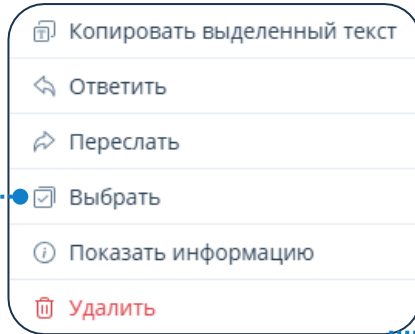 Копировать выделенный текст
Ответить
Переслать
Выбрать
Показать информацию
Удалить